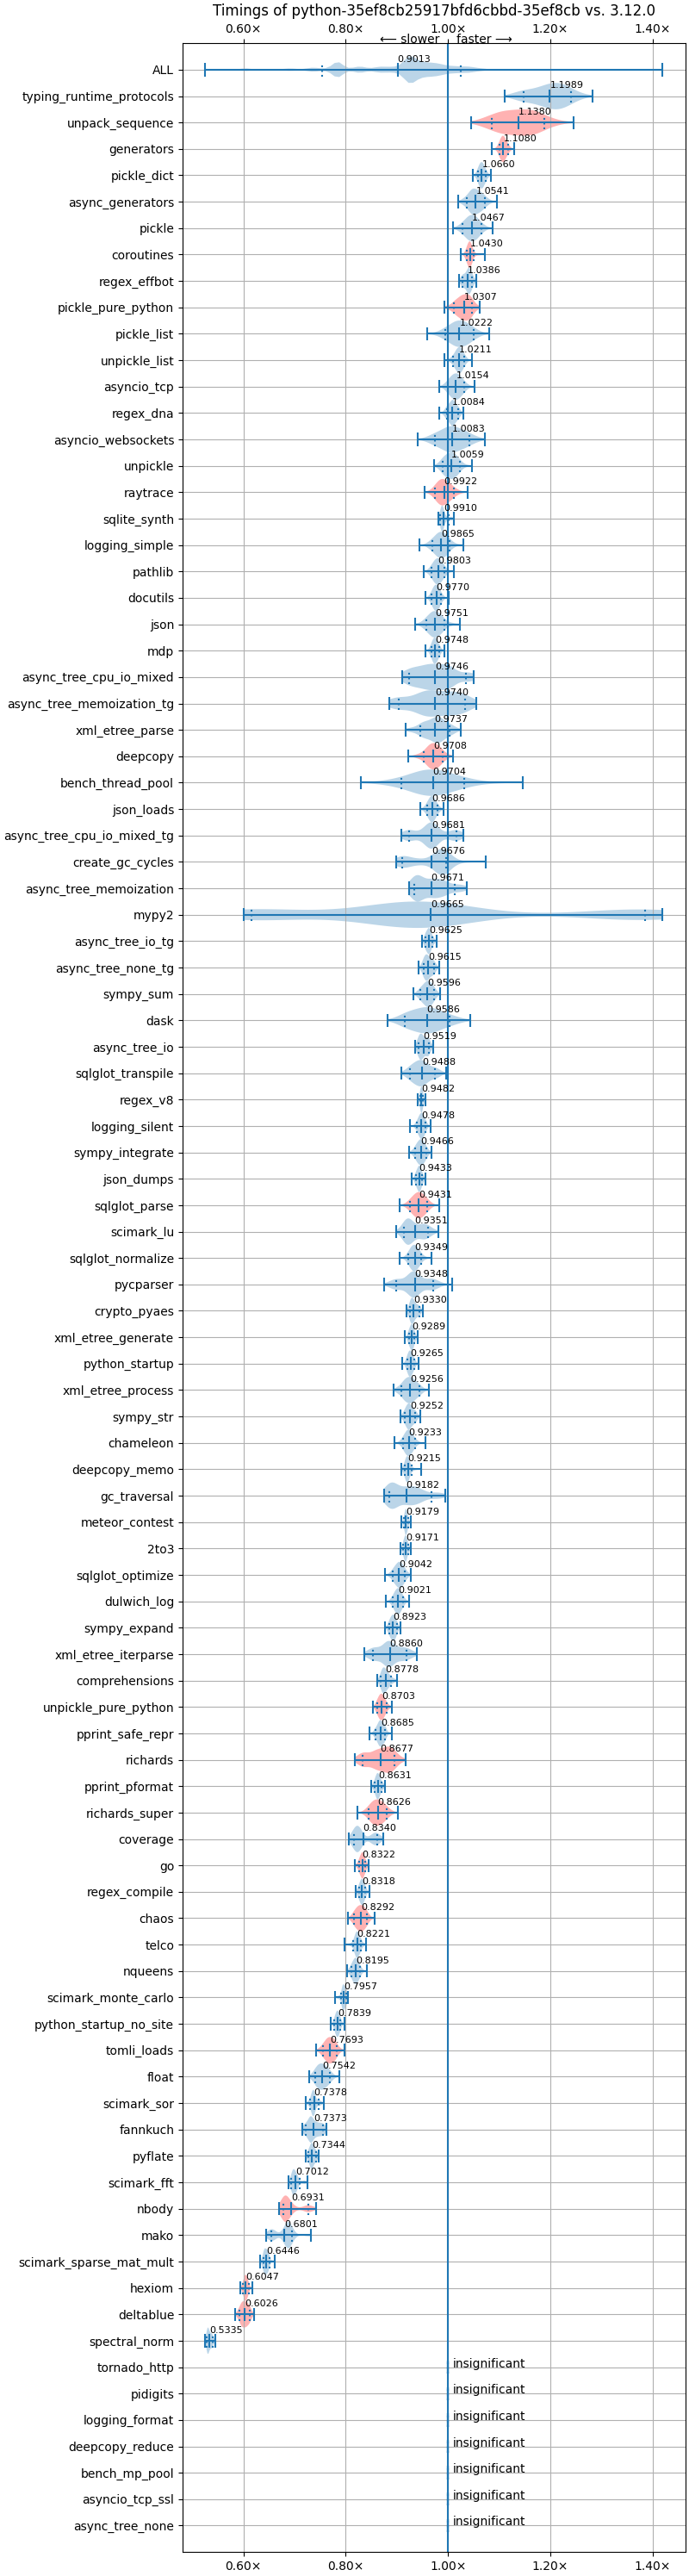 Timings of python-35ef8cb25917bfd6cbbd-35ef8cb vs. 3.12.0
0.60× 0.80× 1.00× 1.20× 1.40×
⟵ slower faster ⟶
ALL 0.9013
typing_runtime_protocols 1.1989
unpack_sequence 1.1380
generators 1.1080
pickle_dict 1.0660
async_generators 1.0541
pickle 1.0467
coroutines 1.0430
regex_effbot 1.0386
pickle_pure_python 1.0307
pickle_list 1.0222
unpickle_list 1.0211
asyncio_tcp 1.0154
regex_dna 1.0084
asyncio_websockets 1.0083
unpickle 1.0059
raytrace 0.9922
sqlite_synth 0.9910
logging_simple 0.9865
pathlib 0.9803
docutils 0.9770
json 0.9751
mdp 0.9748
async_tree_cpu_io_mixed 0.9746
async_tree_memoization_tg 0.9740
xml_etree_parse 0.9737
deepcopy 0.9708
bench_thread_pool 0.9704
json_loads 0.9686
async_tree_cpu_io_mixed_tg 0.9681
create_gc_cycles 0.9676
async_tree_memoization 0.9671
mypy2 0.9665
async_tree_io_tg 0.9625
async_tree_none_tg 0.9615
sympy_sum 0.9596
dask 0.9586
async_tree_io 0.9519
sqlglot_transpile 0.9488
regex_v8 0.9482
logging_silent 0.9478
sympy_integrate 0.9466
json_dumps 0.9433
sqlglot_parse 0.9431
scimark_lu 0.9351
sqlglot_normalize 0.9349
pycparser 0.9348
crypto_pyaes 0.9330
xml_etree_generate 0.9289
python_startup 0.9265
xml_etree_process 0.9256
sympy_str 0.9252
chameleon 0.9233
deepcopy_memo 0.9215
gc_traversal 0.9182
meteor_contest 0.9179
2to3 0.9171
sqlglot_optimize 0.9042
dulwich_log 0.9021
sympy_expand 0.8923
xml_etree_iterparse 0.8860
comprehensions 0.8778
unpickle_pure_python 0.8703
pprint_safe_repr 0.8685
richards 0.8677
pprint_pformat 0.8631
richards_super 0.8626
coverage 0.8340
go 0.8322
regex_compile 0.8318
chaos 0.8292
telco 0.8221
nqueens 0.8195
scimark_monte_carlo 0.7957
python_startup_no_site 0.7839
tomli_loads 0.7693
float 0.7542
scimark_sor 0.7378
fannkuch 0.7373
pyflate 0.7344
scimark_fft 0.7012
nbody 0.6931
mako 0.6801
scimark_sparse_mat_mult 0.6446
hexiom 0.6047
deltablue 0.6026
spectral_norm 0.5335
tornado_http insignificant
pidigits insignificant
logging_format insignificant
deepcopy_reduce insignificant
bench_mp_pool insignificant
asyncio_tcp_ssl insignificant
async_tree_none insignificant
0.60× 0.80× 1.00× 1.20× 1.40×